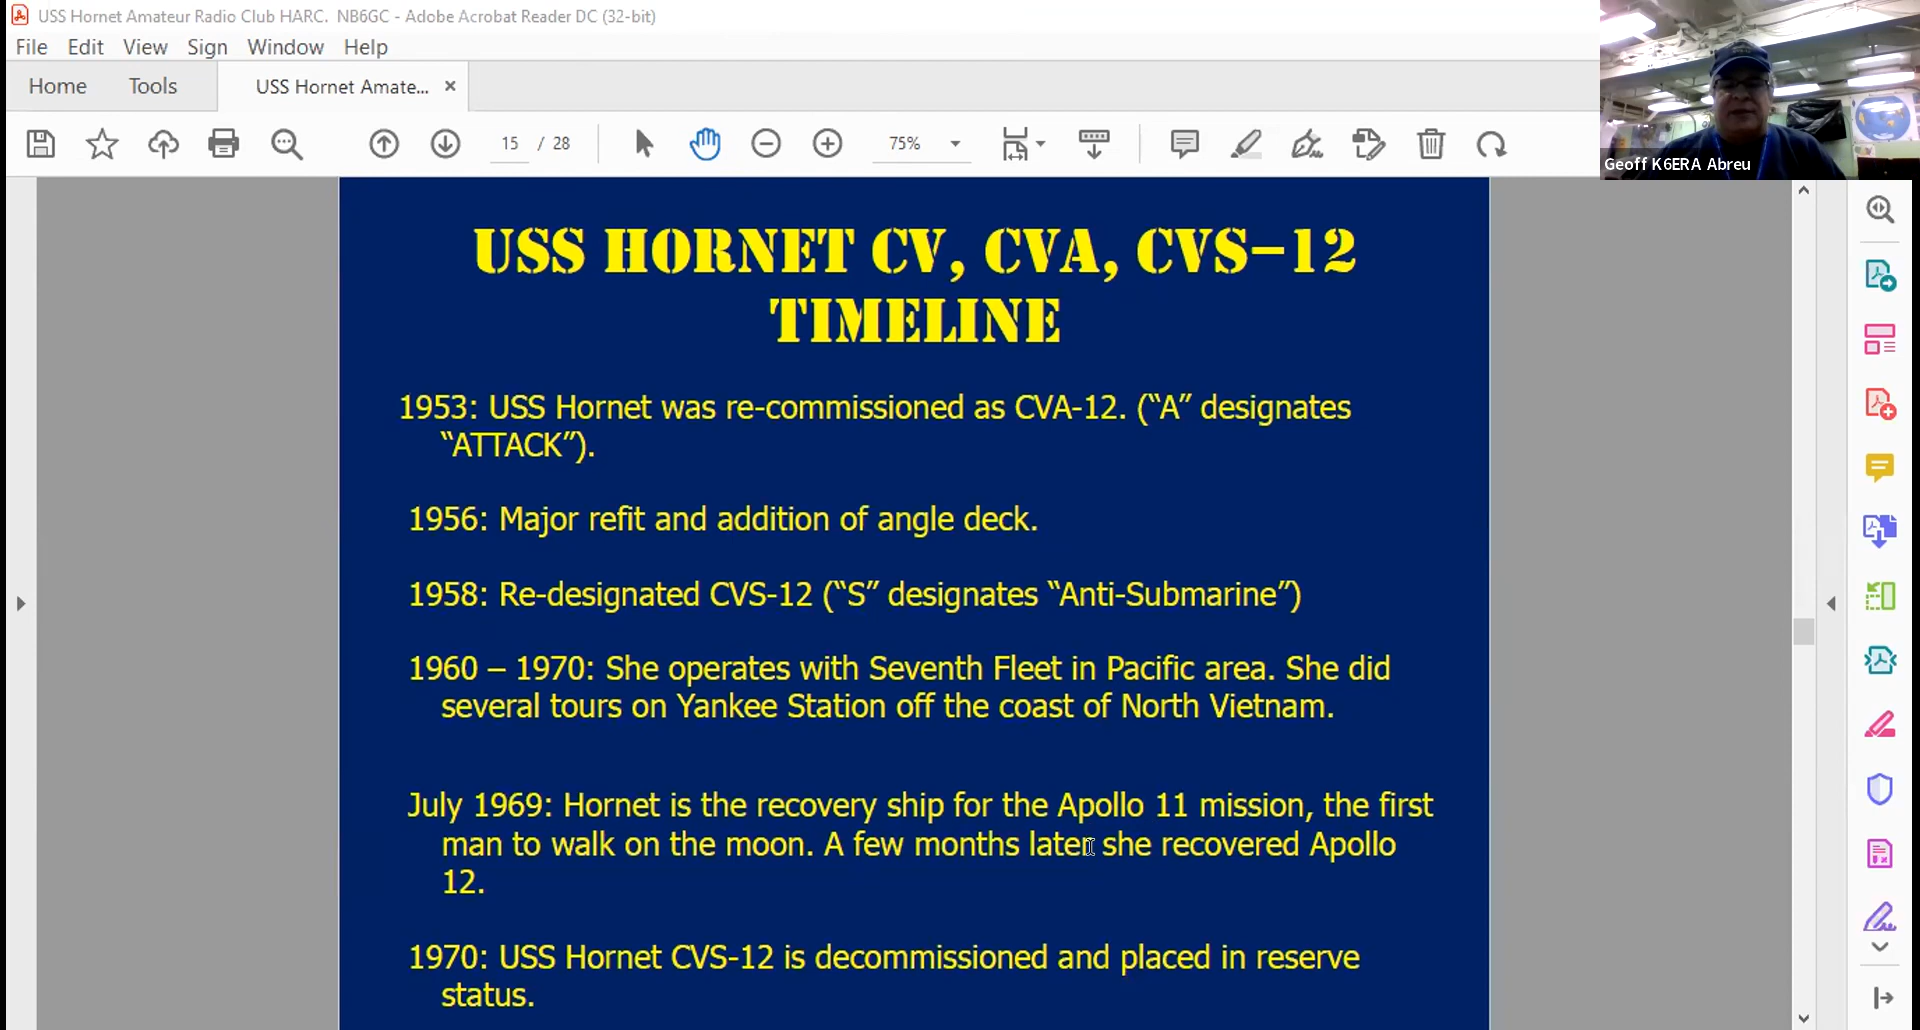 USS Hornet Amateur Radio Club HARC.  NB6GC - Adobe Acrobat Reader DC (32-bit)
File Edit View Sign Window Help
Home Tools USS Hornet Amate... ×
15 / 28 75%
Geoff K6ERA Abreu
USS HORNET CV, CVA, CVS–12
TIMELINE
1953: USS Hornet was re-commissioned as CVA-12. (“A” designates
“ATTACK”).
1956: Major refit and addition of angle deck.
1958: Re-designated CVS-12 (“S” designates “Anti-Submarine”)
1960 – 1970: She operates with Seventh Fleet in Pacific area. She did
several tours on Yankee Station off the coast of North Vietnam.
July 1969: Hornet is the recovery ship for the Apollo 11 mission, the first
man to walk on the moon. A few months later she recovered Apollo
12.
1970: USS Hornet CVS-12 is decommissioned and placed in reserve
status.